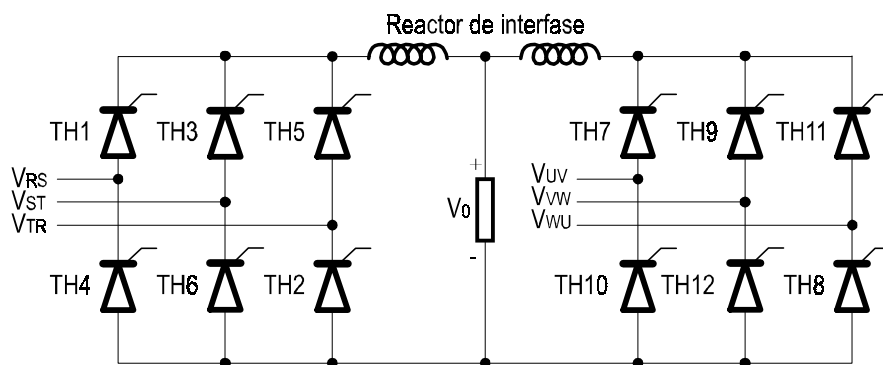 Reactor de interfase
TH1 TH3 TH5 TH7 TH9 TH11
VRS VUV
VST VVW
VTR VWU
+
V0
-
TH4 TH6 TH2 TH10 TH12 TH8